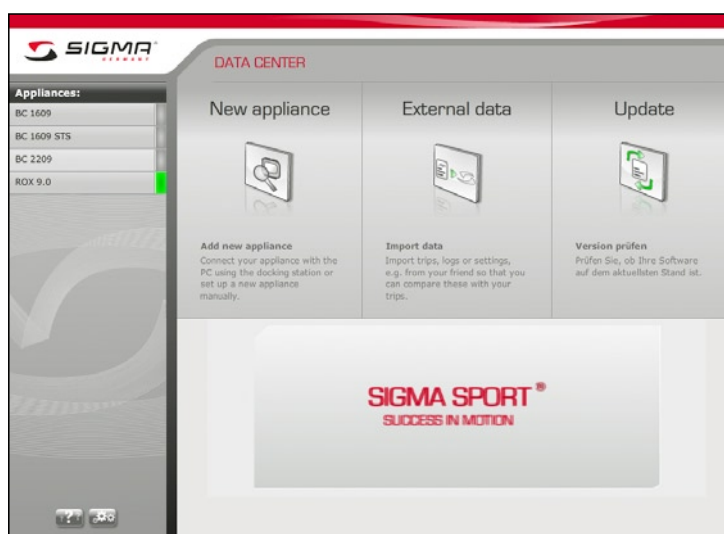 SIGMA
GERMANY
DATA CENTER
Appliances:
BC 1609
BC 1609 STS
BC 2209
ROX 9.0
New appliance
Add new appliance
Connect your appliance with the
PC using the docking station or
set up a new appliance
manually.
External data
Import data
Import trips, logs or settings,
e.g. from your friend so that you
can compare these with your
trips.
Update
Version prüfen
Prüfen Sie, ob Ihre Software
auf dem aktuellsten Stand ist.
SIGMA SPORT®
SUCCESS IN MOTION
?